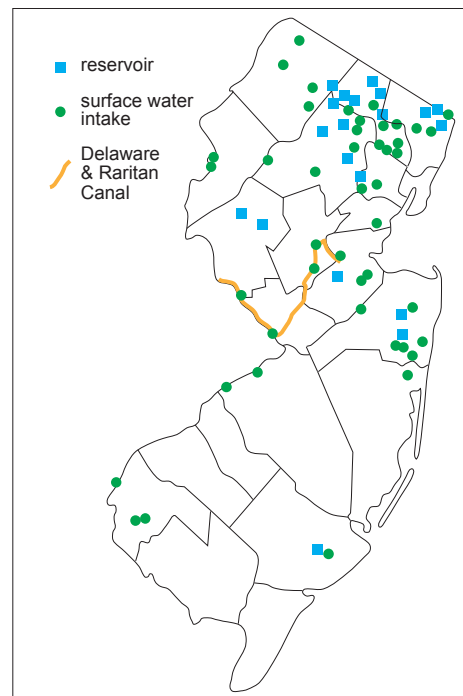 reservoir
surface water
intake
Delaware
& Raritan
Canal